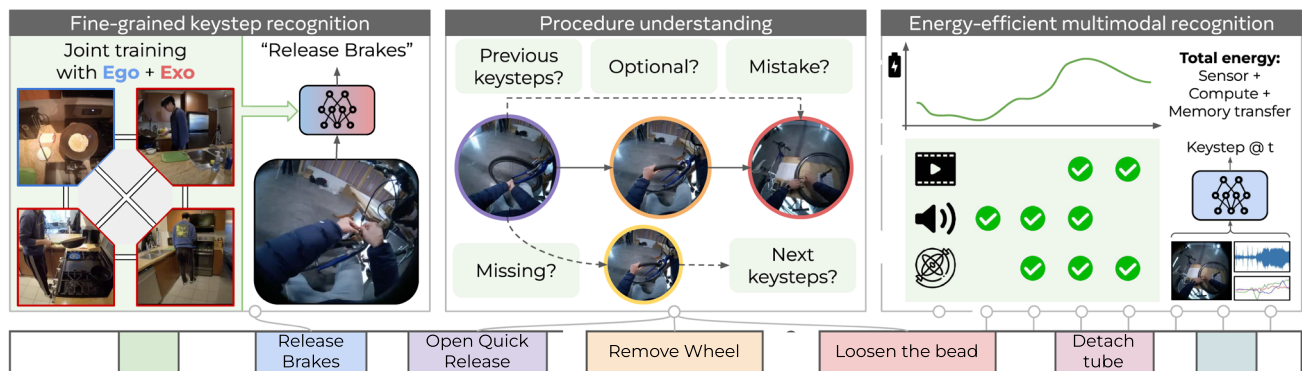 Fine-grained keystep recognition
Joint training
with Ego + Exo
“Release Brakes”
Procedure understanding
Previous
keysteps?
Optional?
Mistake?
Missing?
Next
keysteps?
Energy-efficient multimodal recognition
Total energy:
Sensor +
Compute +
Memory transfer
Keystep @ t
Release
Brakes
Open Quick
Release
Remove Wheel
Loosen the bead
Detach
tube